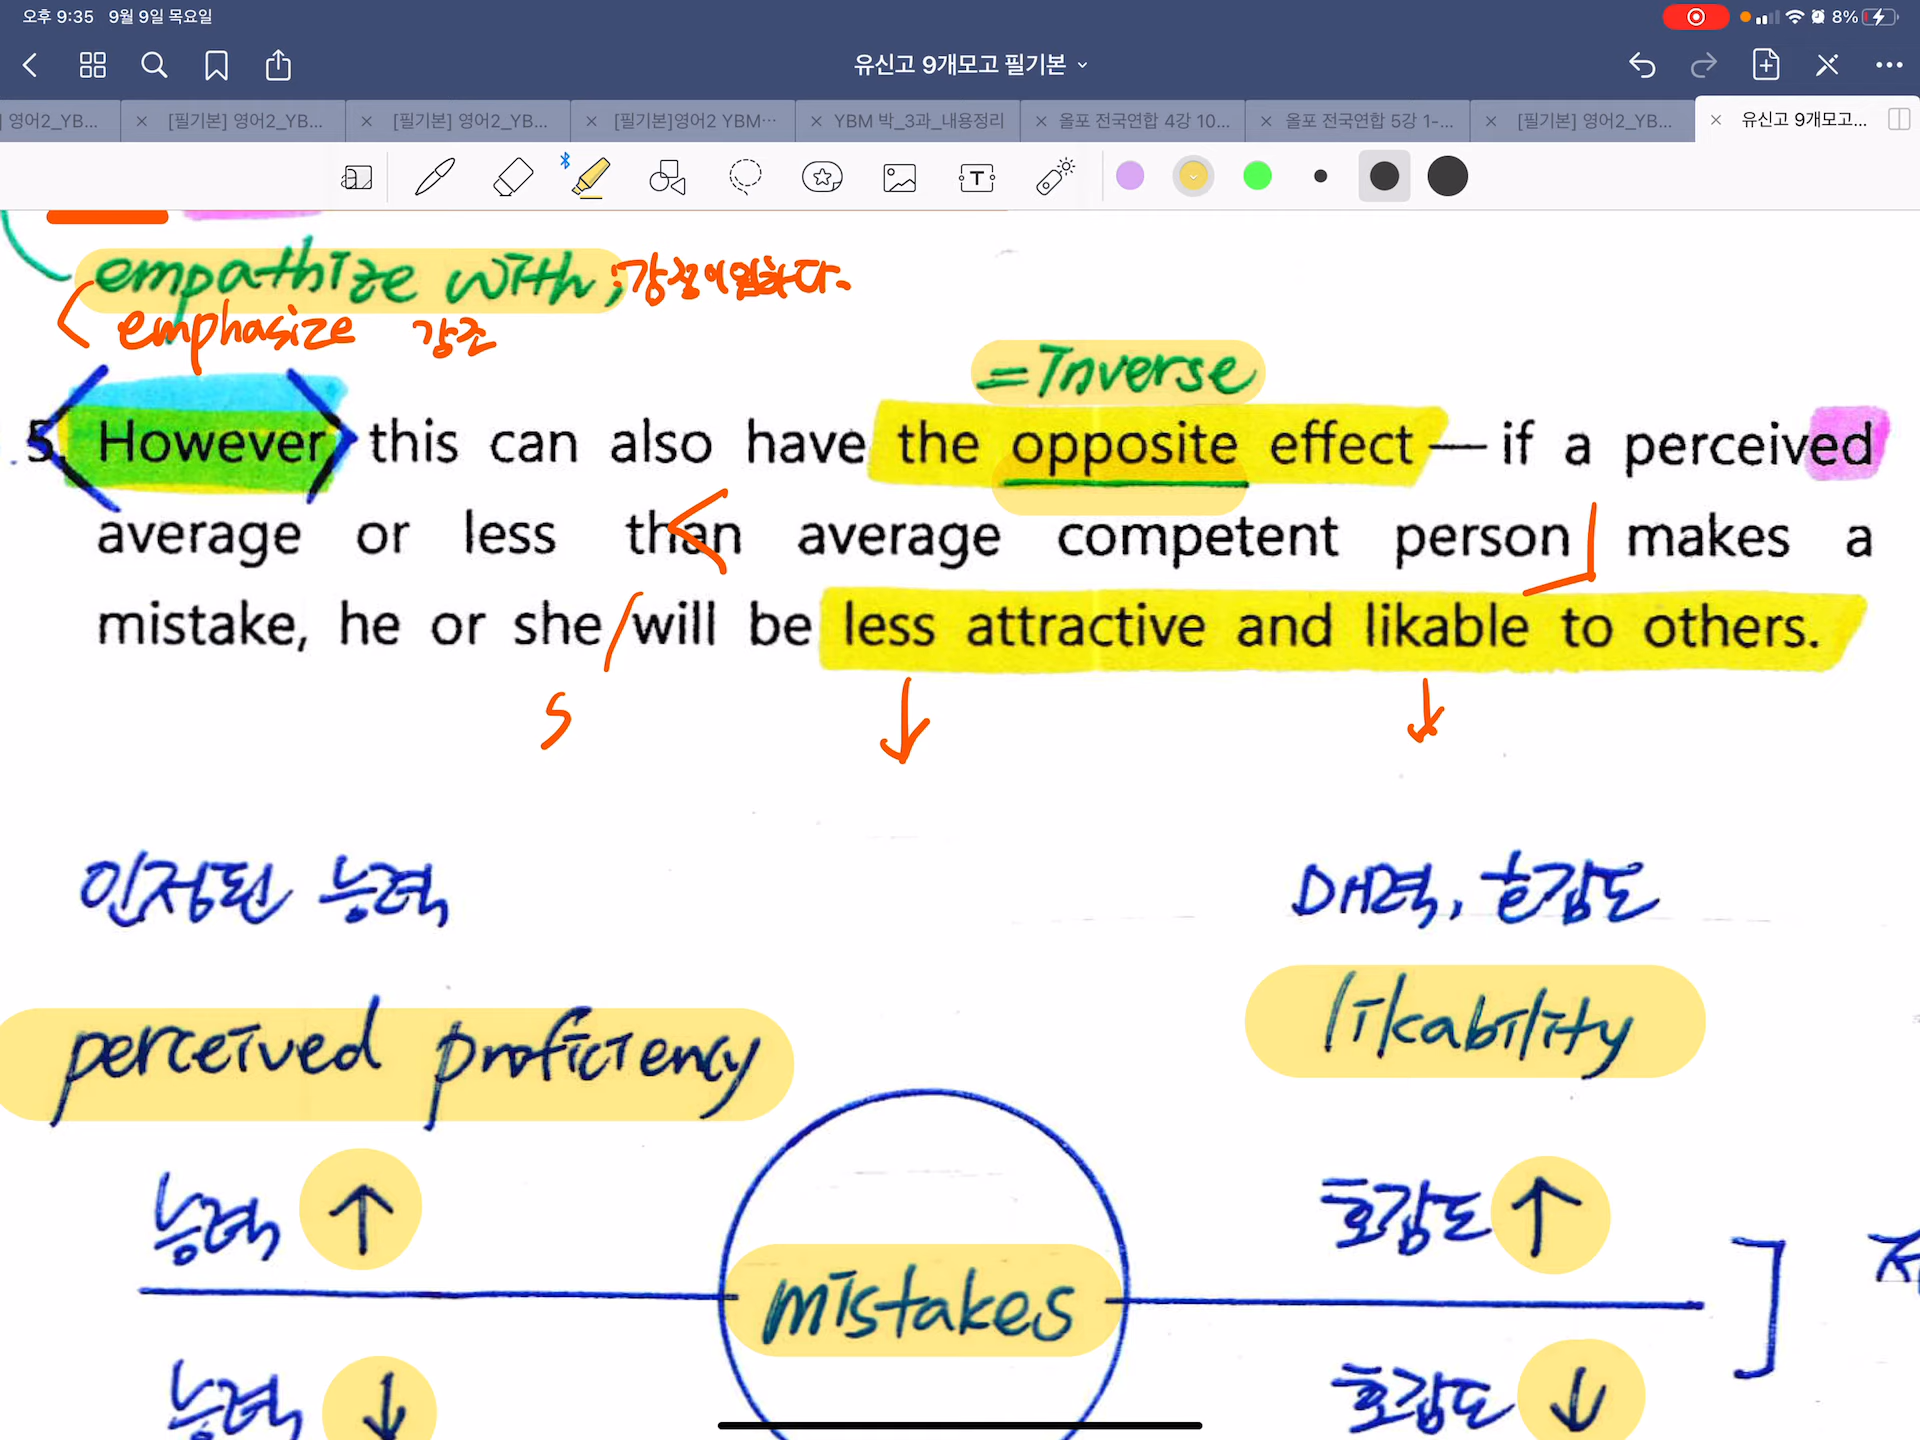 오후 9:35 9월 9일 목요일
8%
유신고 9개모고 필기본
영어2_YB... × [필기본] 영어2_YB... × [필기본] 영어2_YB... × [필기본]영어2 YBM... × YBM 박_3과_내용정리 × 올포 전국연합 4강 10... × 올포 전국연합 5강 1-... × [필기본] 영어2_YB... × 유신고 9개모고...
empathize with ;감정이입하다.
emphasize 강조
=Inverse
5. However this can also have the opposite effect — if a perceived
average or less than average competent person makes a
mistake, he or she will be less attractive and likable to others.
S
인정된 능력 매력, 호감도
perceived proficiency likability
능력 ↑ 호감도 ↑
mistakes
능력 ↓ 호감도 ↓